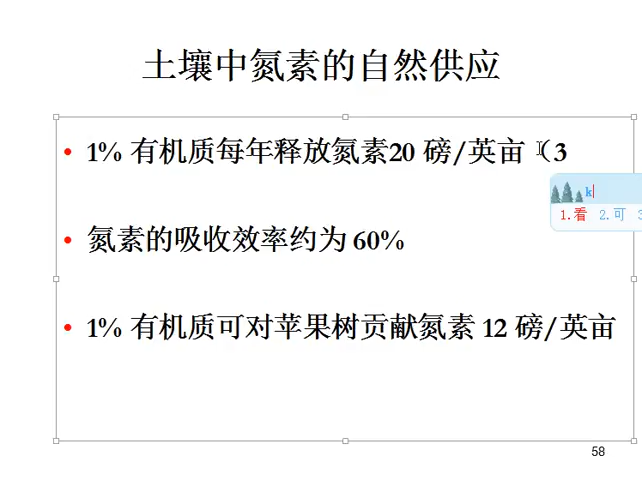 土壤中氮素的自然供应
• 1% 有机质每年释放氮素20 磅/英亩（3
k
1.看 2.可 3
• 氮素的吸收效率约为 60%
• 1% 有机质可对苹果树贡献氮素 12 磅/英亩
58